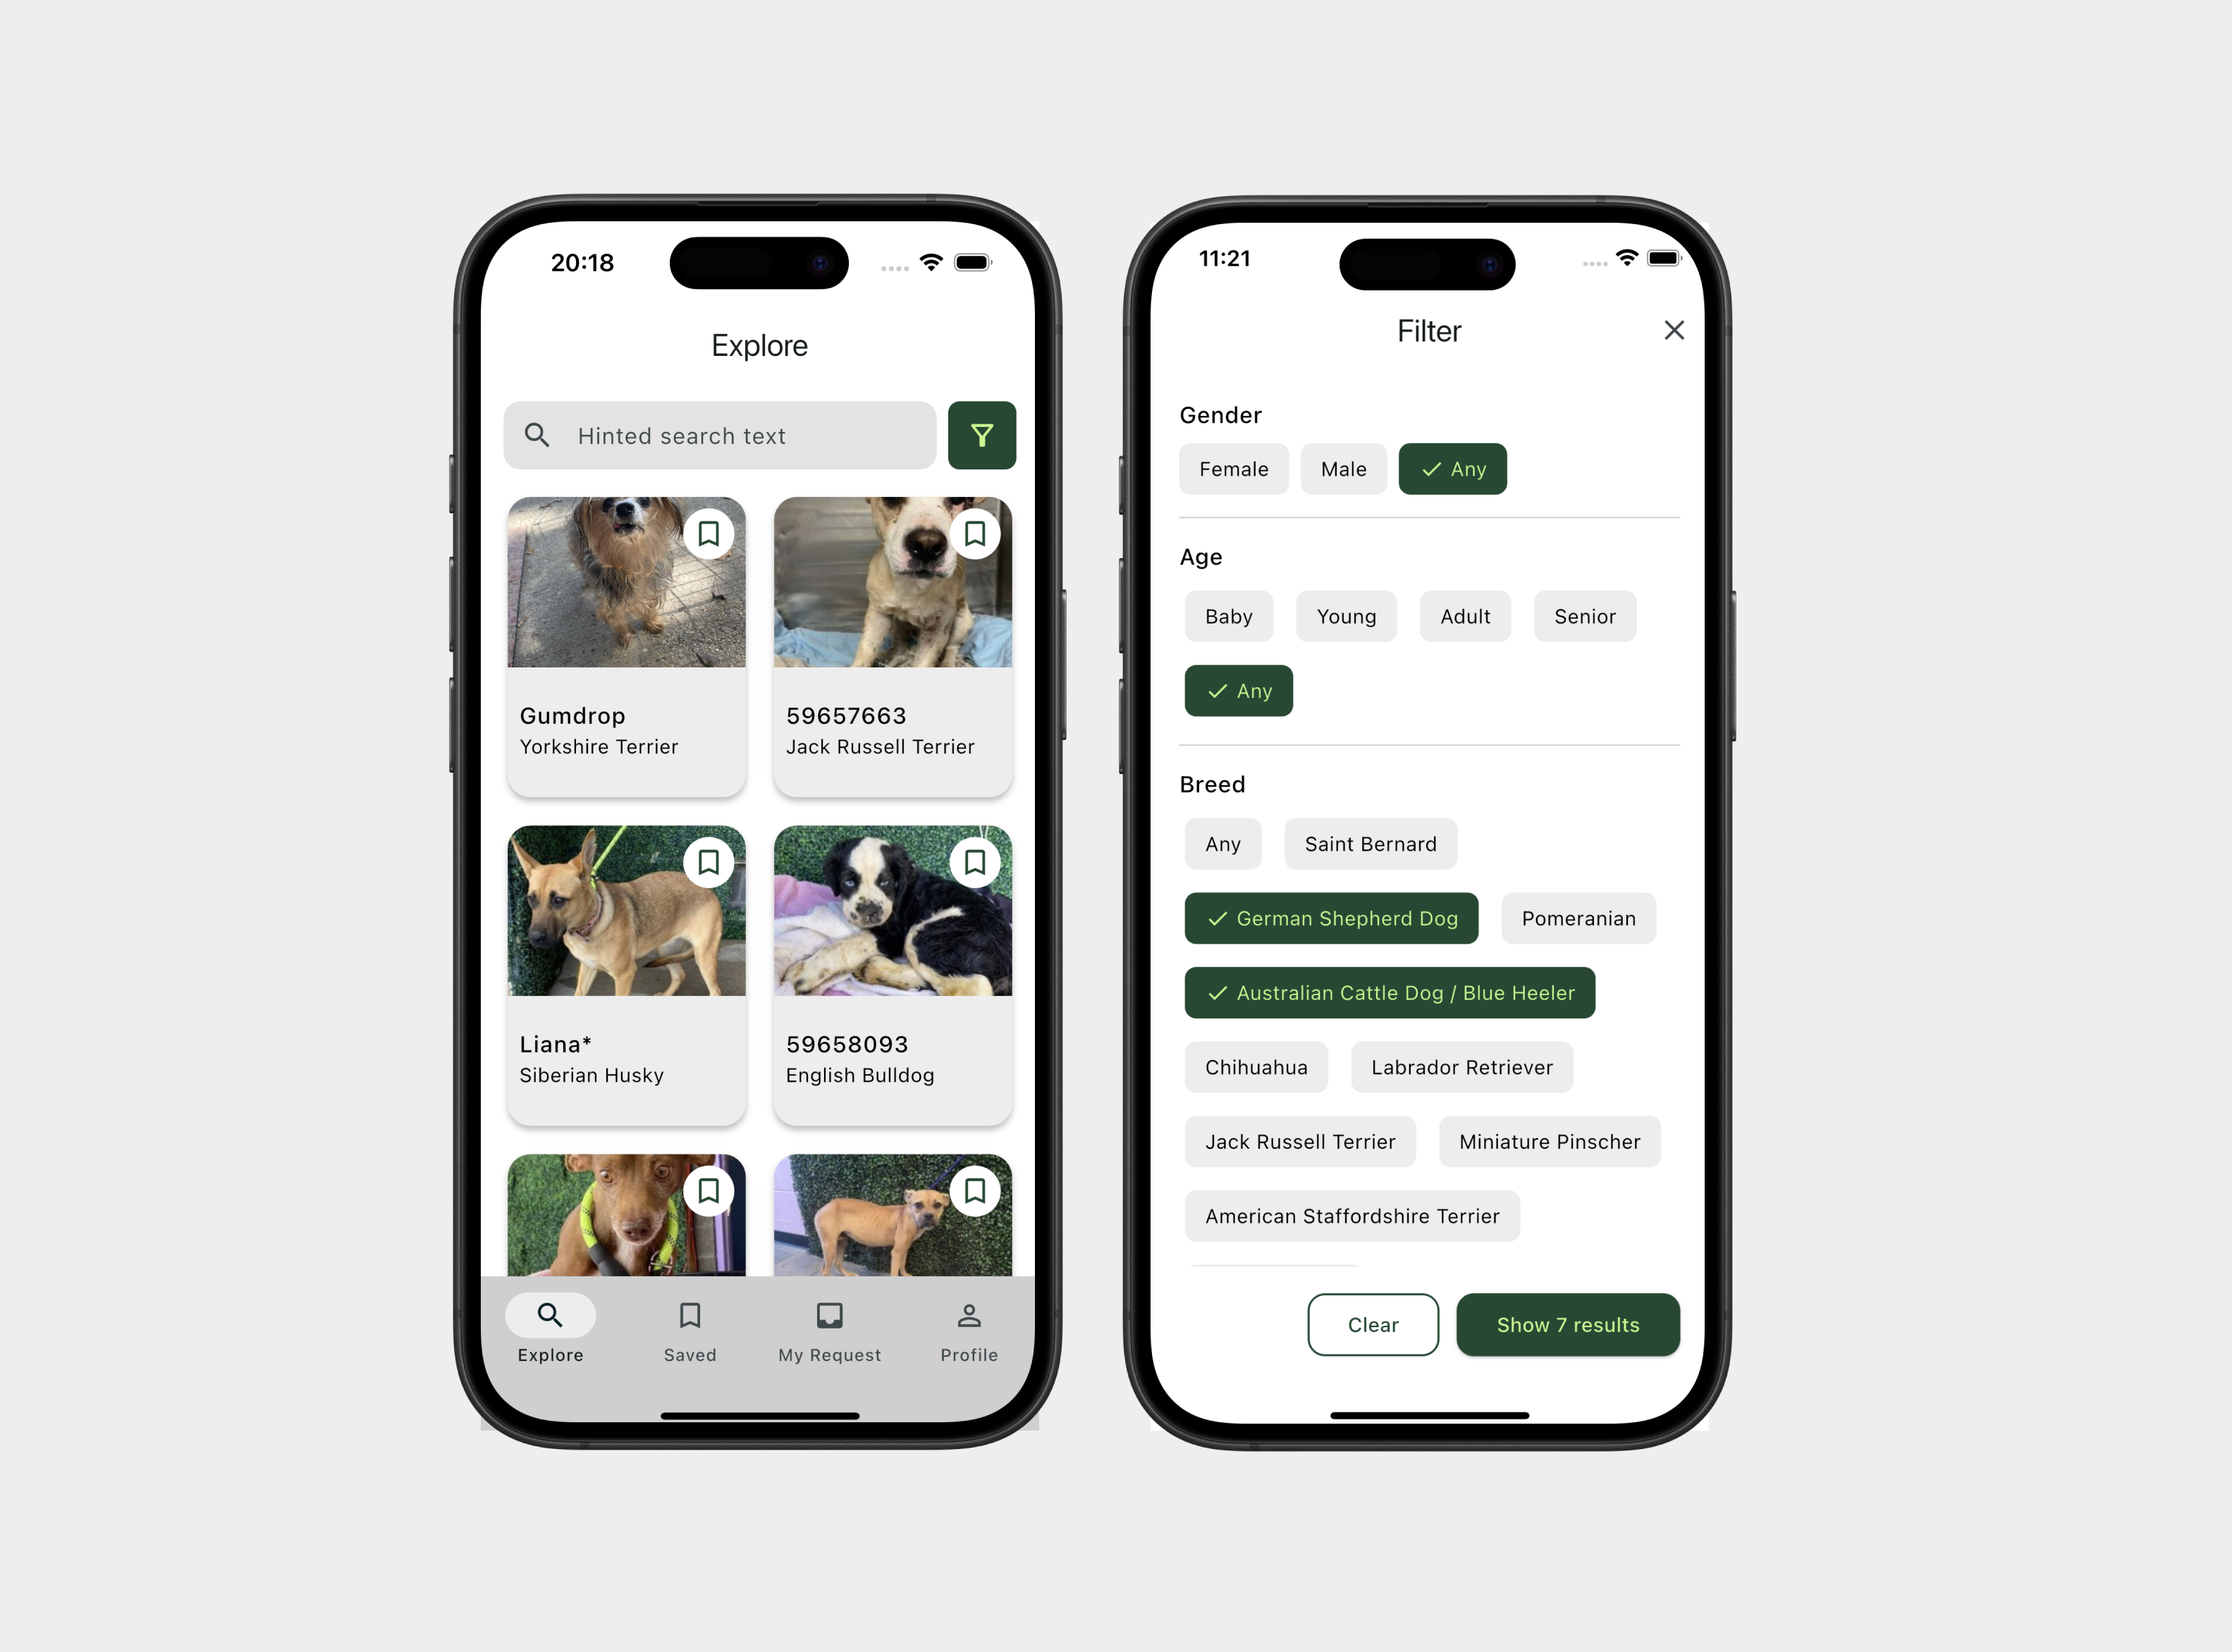 20:18
Explore
Hinted search text
Gumdrop
Yorkshire Terrier
59657663
Jack Russell Terrier
Liana*
Siberian Husky
59658093
English Bulldog
Explore
Saved
My Request
Profile
11:21
Filter
Gender
Female
Male
Any
Age
Baby
Young
Adult
Senior
Any
Breed
Any
Saint Bernard
German Shepherd Dog
Pomeranian
Australian Cattle Dog / Blue Heeler
Chihuahua
Labrador Retriever
Jack Russell Terrier
Miniature Pinscher
American Staffordshire Terrier
Clear
Show 7 results